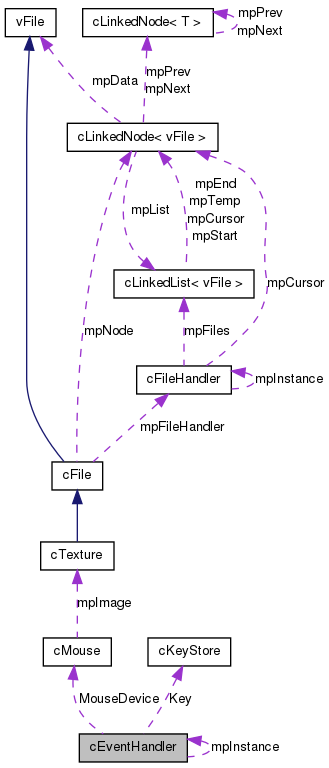 vFile
cLinkedNode< T >
mpPrev
mpNext
mpData
mpPrev
mpNext
cLinkedNode< vFile >
mpList
mpEnd
mpTemp
mpCursor
mpStart
cLinkedList< vFile >
mpCursor
mpNode
mpFiles
cFileHandler
mpInstance
mpFileHandler
cFile
cTexture
mpImage
cMouse
cKeyStore
MouseDevice
Key
cEventHandler
mpInstance